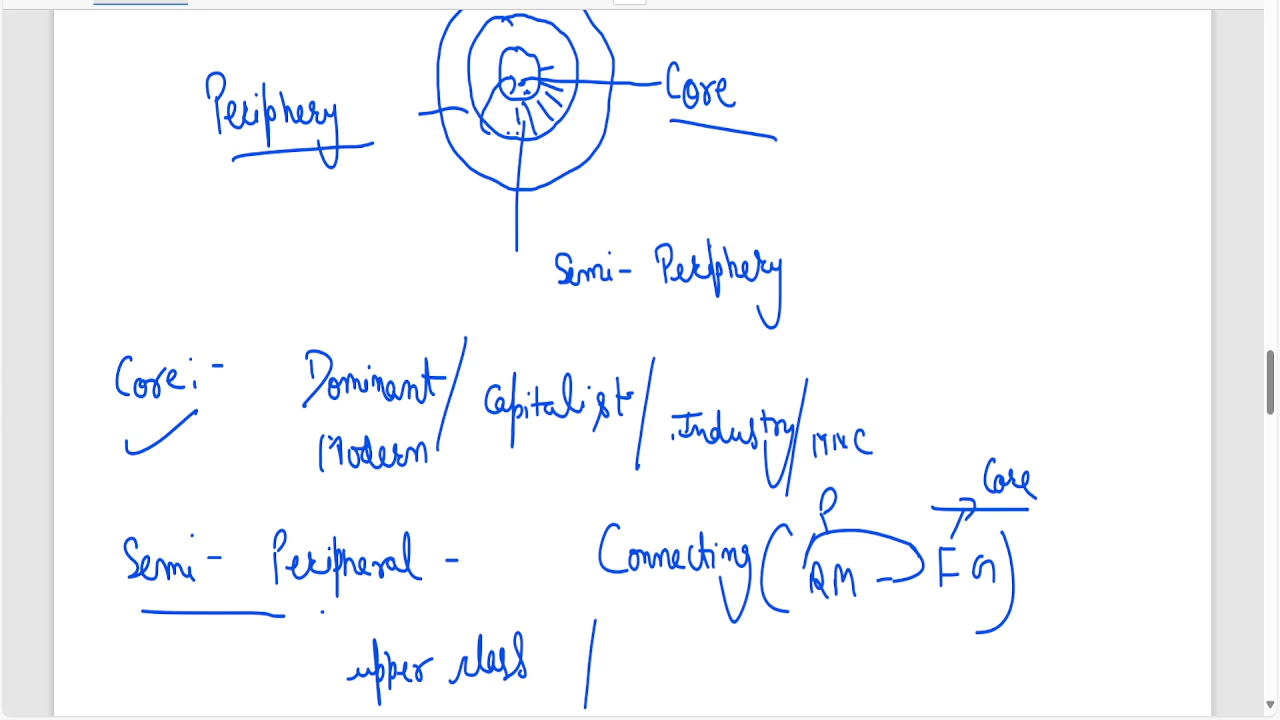 Periphery
Core
Semi- Periphery
Core:- Dominant/ Capitalist/ Industry/ MNC
Modern
Core
P
Semi- Peripheral - Connecting (RM - FG)
upper class /